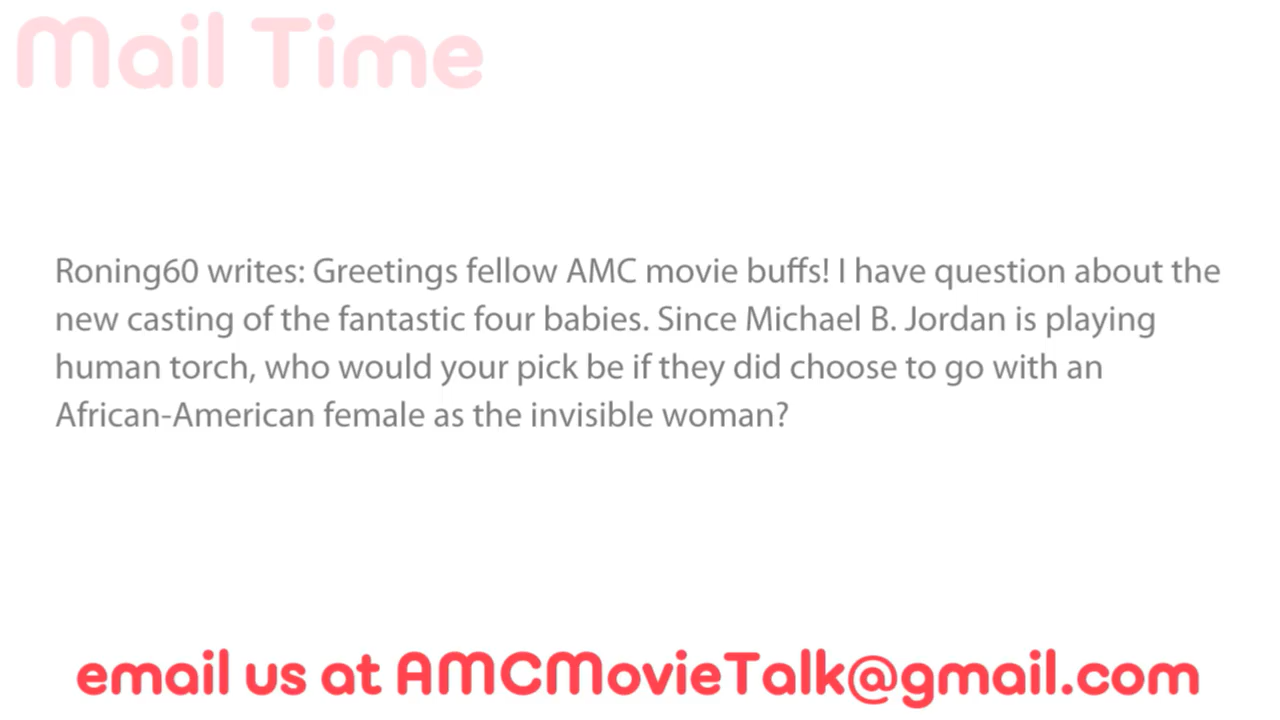 Mail Time
Roning60 writes: Greetings fellow AMC movie buffs! I have question about the
new casting of the fantastic four babies. Since Michael B. Jordan is playing
human torch, who would your pick be if they did choose to go with an
African-American female as the invisible woman?
email us at AMCMovieTalk@gmail.com